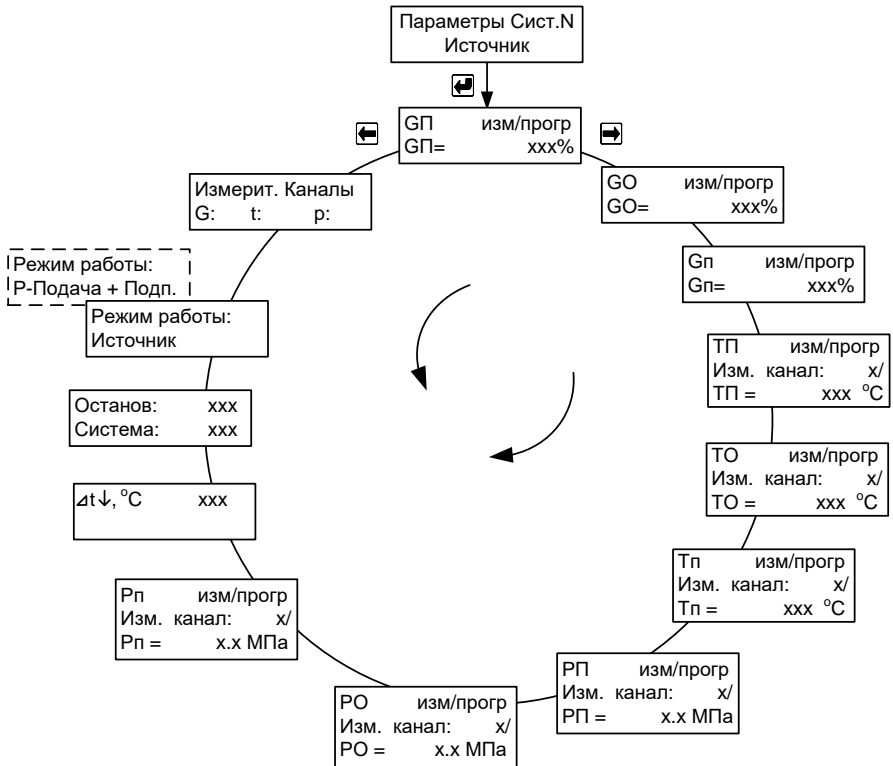 Параметры Сист.N
Источник
GП изм/прогр
GП= xxx%
GО изм/прогр
GО= xxx%
Gп изм/прогр
Gп= xxx%
ТП изм/прогр
Изм. канал: x/
ТП = xxx °C
ТО изм/прогр
Изм. канал: x/
ТО = xxx °C
Тп изм/прогр
Изм. канал: x/
Тп = xxx °C
РП изм/прогр
Изм. канал: x/
РП = x.x МПа
РО изм/прогр
Изм. канал: x/
РО = x.x МПа
Рп изм/прогр
Изм. канал: x/
Рп = x.x МПа
⊿t↓, °C xxx
Останов: xxx
Система: xxx
Режим работы:
Источник
Режим работы:
Р-Подача + Подп.
Измерит. Каналы
G: t: p: